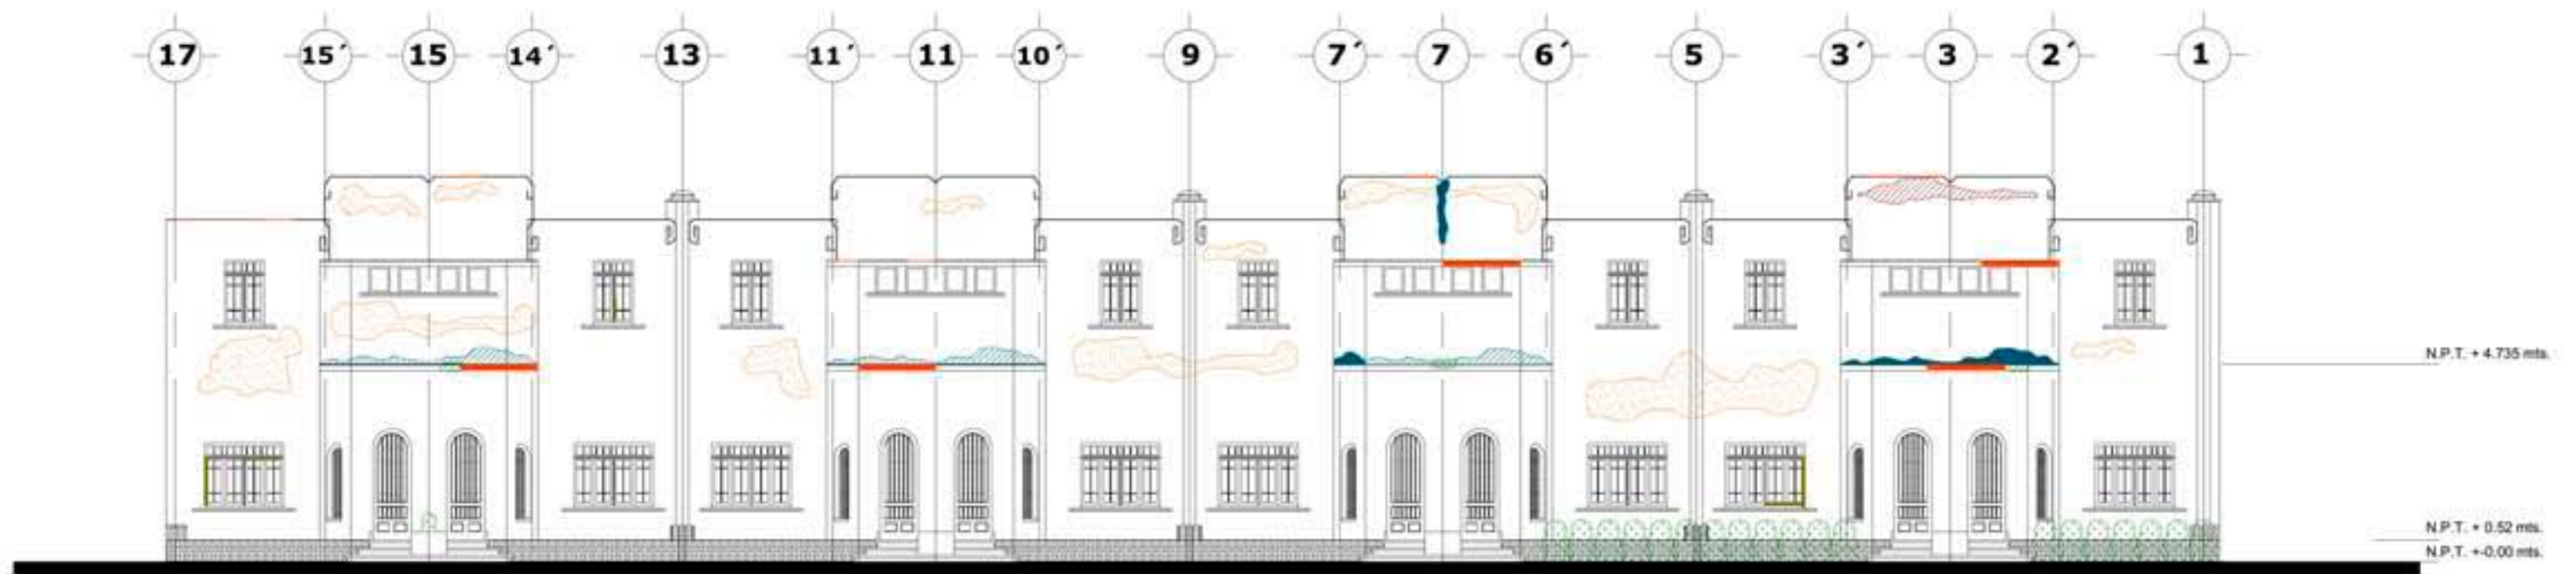 17 15´ 15 14´ 13 11´ 11 10´ 9 7´ 7 6´ 5 3´ 3 2´ 1
N.P.T. + 4.735 mts.
N.P.T. + 0.52 mts.
N.P.T. +-0.00 mts.